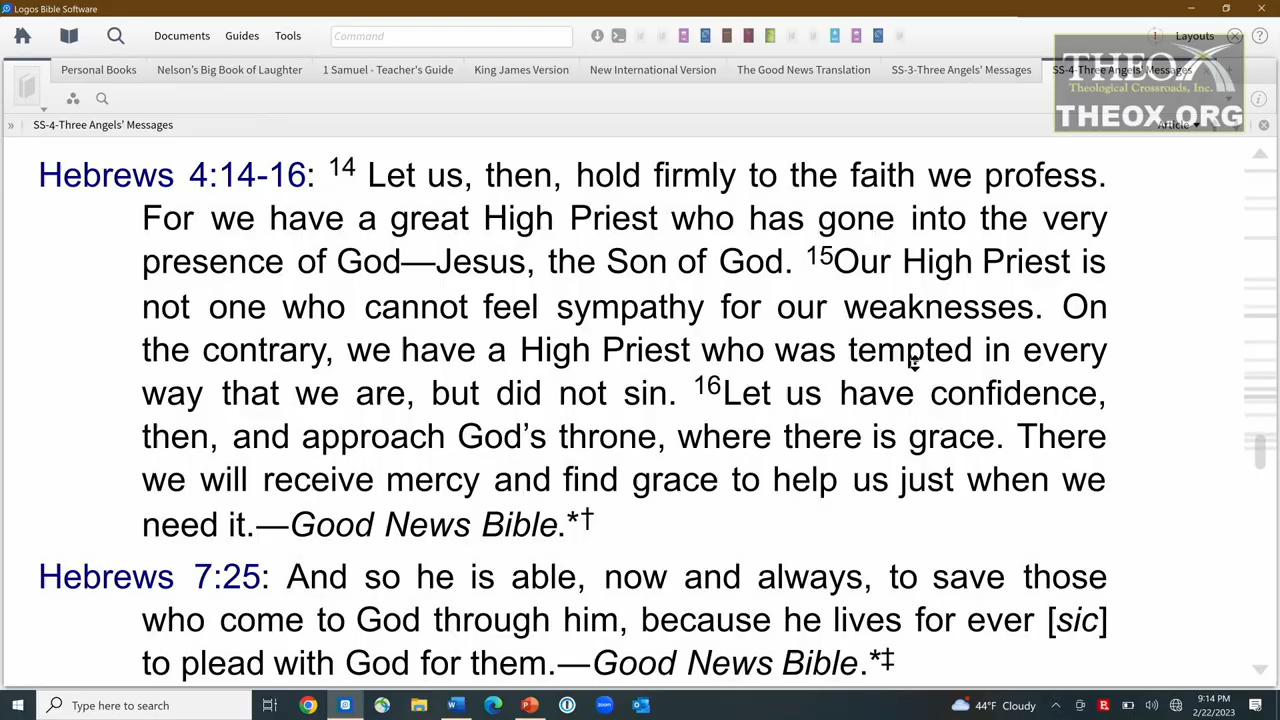 Logos Bible Software
Documents Guides Tools Command Layouts
Personal Books Nelson's Big Book of Laughter 1 Sam King James Version New International Version The Good News Translation SS-3-Three Angels' Messages SS-4-Three Angels' Messages
THEOX
Theological Crossroads, Inc.
THEOX.ORG
SS-4-Three Angels' Messages Article
Hebrews 4:14-16: 14 Let us, then, hold firmly to the faith we profess.
For we have a great High Priest who has gone into the very
presence of God—Jesus, the Son of God. 15Our High Priest is
not one who cannot feel sympathy for our weaknesses. On
the contrary, we have a High Priest who was tempted in every
way that we are, but did not sin. 16Let us have confidence,
then, and approach God's throne, where there is grace. There
we will receive mercy and find grace to help us just when we
need it.—Good News Bible.*†
Hebrews 7:25: And so he is able, now and always, to save those
who come to God through him, because he lives for ever [sic]
to plead with God for them.—Good News Bible.*‡
Type here to search 44°F Cloudy 9:14 PM
2/22/2023